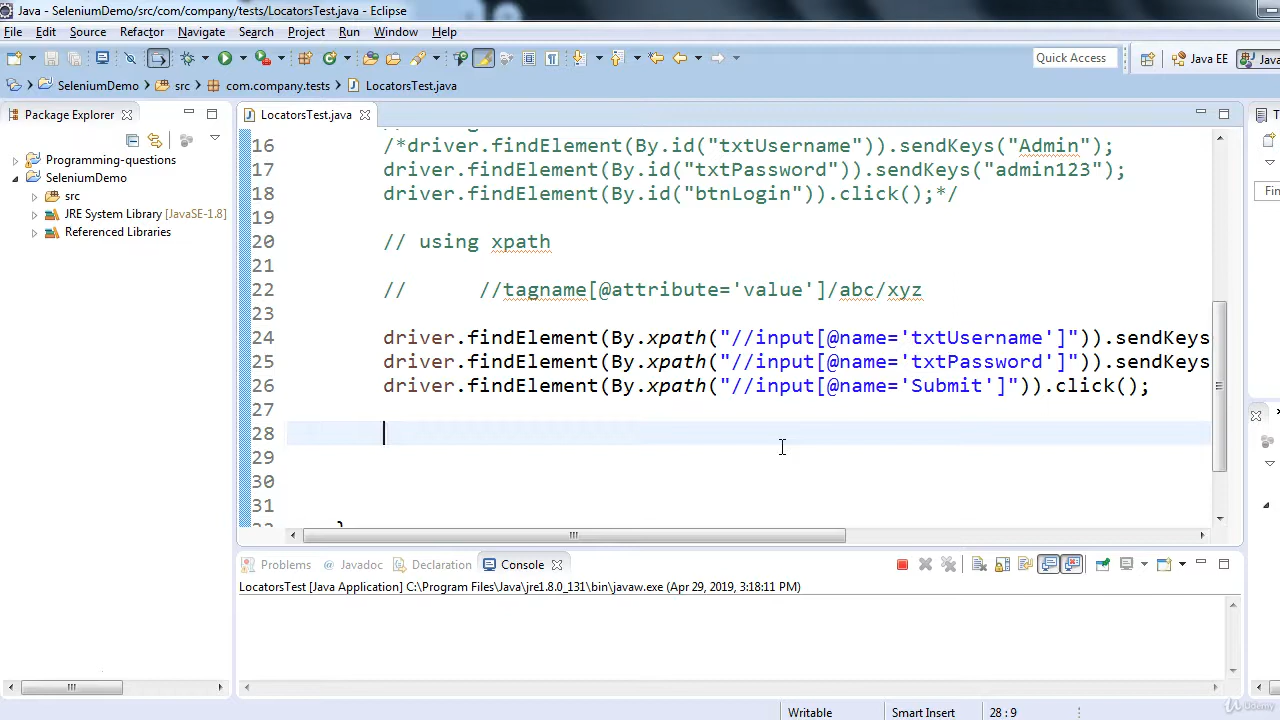 Java - SeleniumDemo/src/com/company/tests/LocatorsTest.java - Eclipse
File Edit Source Refactor Navigate Search Project Run Window Help
Quick Access Java EE Java
SeleniumDemo src com.company.tests LocatorsTest.java
Package Explorer
Programming-questions
SeleniumDemo
src
JRE System Library [JavaSE-1.8]
Referenced Libraries
LocatorsTest.java
16 /*driver.findElement(By.id("txtUsername")).sendKeys("Admin");
17 driver.findElement(By.id("txtPassword")).sendKeys("admin123");
18 driver.findElement(By.id("btnLogin")).click();*/
19
20 // using xpath
21
22 // //tagname[@attribute='value']/abc/xyz
23
24 driver.findElement(By.xpath("//input[@name='txtUsername']")).sendKeys
25 driver.findElement(By.xpath("//input[@name='txtPassword']")).sendKeys
26 driver.findElement(By.xpath("//input[@name='Submit']")).click();
27
28
29
30
31
}
T
Fin
Problems @ Javadoc Declaration Console
LocatorsTest [Java Application] C:\Program Files\Java\jre1.8.0_131\bin\javaw.exe (Apr 29, 2019, 3:18:11 PM)
Writable Smart Insert 28 : 9
Udemy